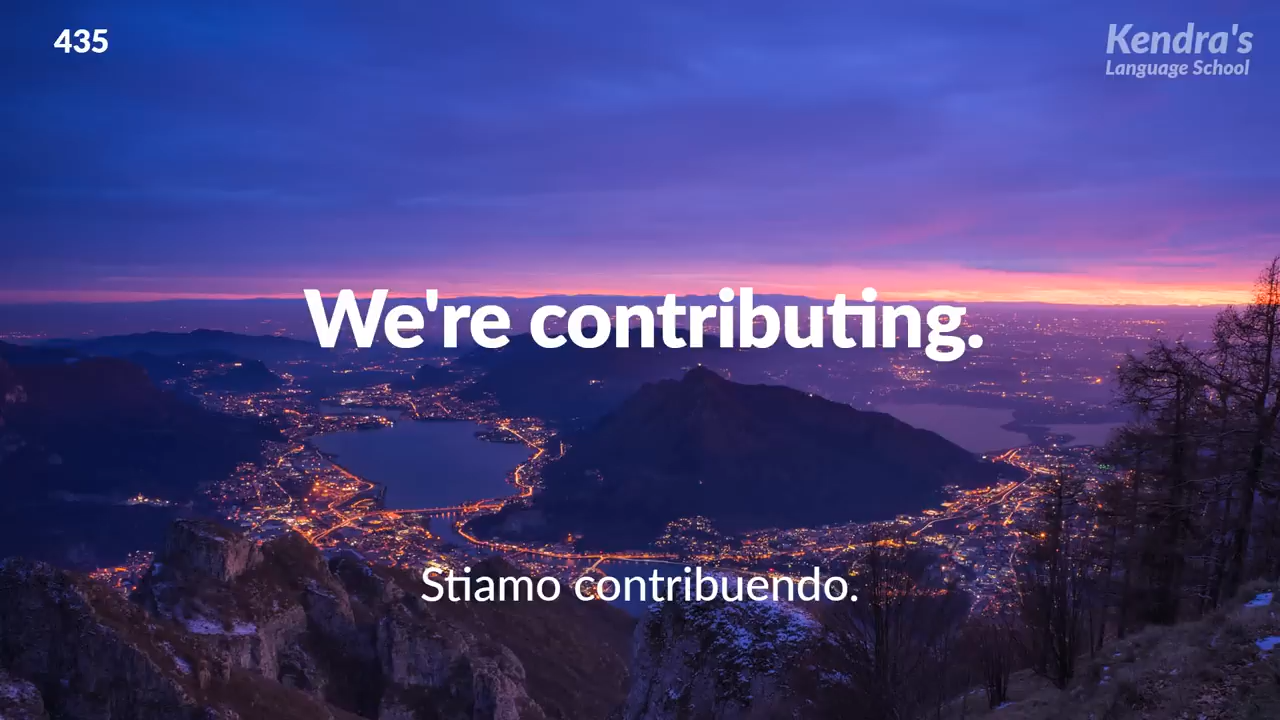 435
Kendra's
Language School
We're contributing.
Stiamo contribuendo.